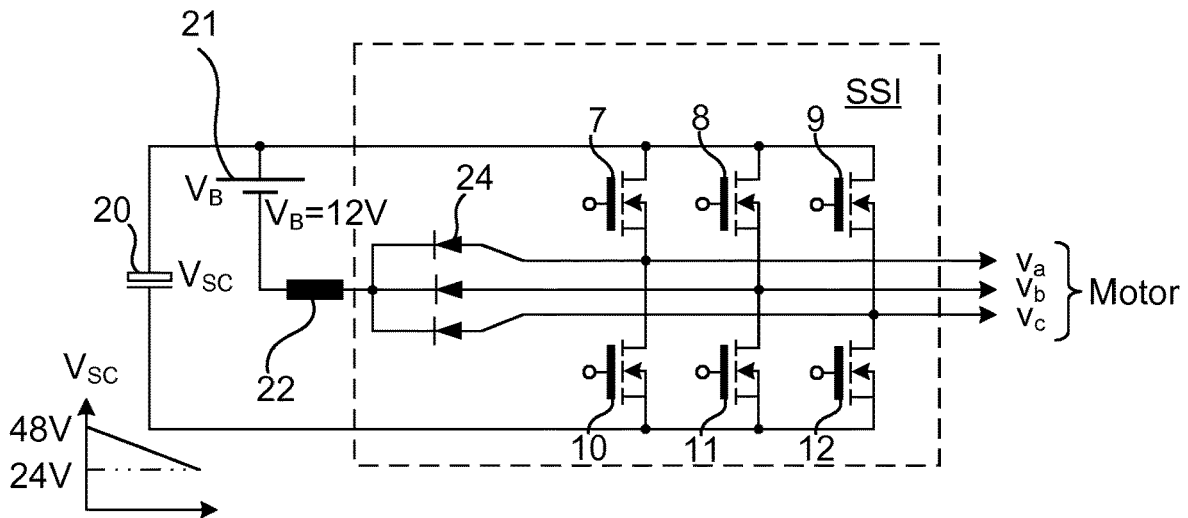 21
SSI
7
8
9
V_B
24
20
V_B=12V
V_SC
v_a
v_b
v_c
Motor
22
V_SC
48V
24V
10
11
12